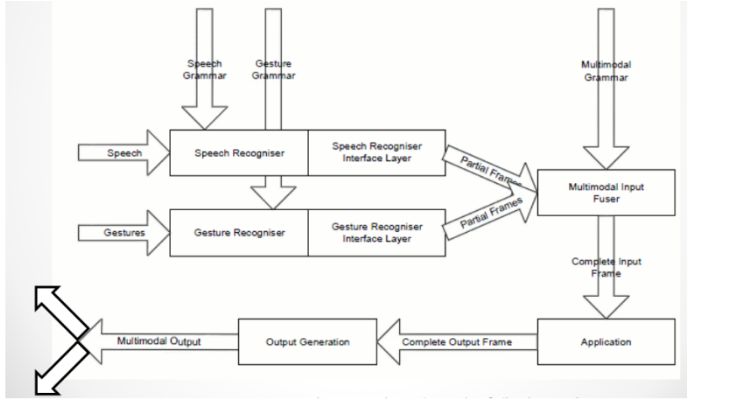 Speech
Grammar
Gesture
Grammar
Multimodal
Grammar
Speech
Speech Recogniser
Speech Recogniser
Interface Layer
Partial Frames
Multimodal Input
Fuser
Gestures
Gesture Recogniser
Gesture Recogniser
Interface Layer
Partial Frames
Complete Input
Frame
Multimodal Output
Output Generation
Complete Output Frame
Application